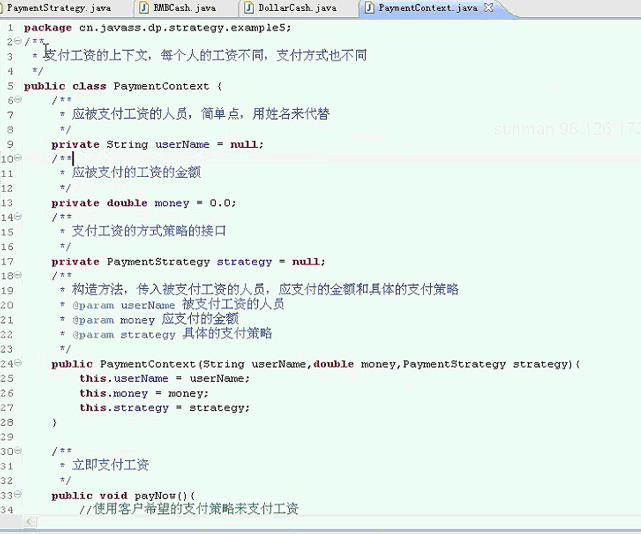 PaymentStrategy.java RMBCash.java DollarCash.java PaymentContext.java
1 package cn.javass.dp.strategy.example5;
2 /**
3 * 支付工资的上下文，每个人的工资不同，支付方式也不同
4 */
5 public class PaymentContext {
6 /**
7 * 应被支付工资的人员，简单点，用姓名来代替
8 */
9 private String userName = null;
10 /**
11 * 应被支付的工资的金额
12 */
13 private double money = 0.0;
14 /**
15 * 支付工资的方式策略的接口
16 */
17 private PaymentStrategy strategy = null;
18 /**
19 * 构造方法，传入被支付工资的人员，应支付的金额和具体的支付策略
20 * @param userName 被支付工资的人员
21 * @param money 应支付的金额
22 * @param strategy 具体的支付策略
23 */
24 public PaymentContext(String userName,double money,PaymentStrategy strategy){
25 this.userName = userName;
26 this.money = money;
27 this.strategy = strategy;
28 }
29
30 /**
31 * 立即支付工资
32 */
33 public void payNow(){
34 //使用客户希望的支付策略来支付工资